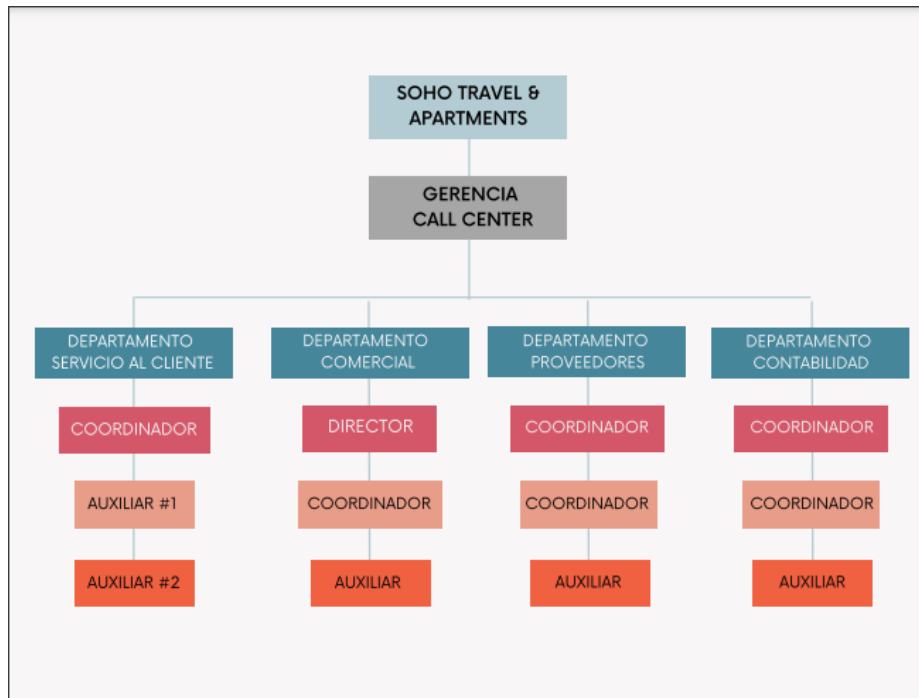 SOHO TRAVEL &
APARTMENTS
GERENCIA
CALL CENTER
DEPARTAMENTO
SERVICIO AL CLIENTE
DEPARTAMENTO
COMERCIAL
DEPARTAMENTO
PROVEEDORES
DEPARTAMENTO
CONTABILIDAD
COORDINADOR
DIRECTOR
COORDINADOR
COORDINADOR
AUXILIAR #1
COORDINADOR
COORDINADOR
COORDINADOR
AUXILIAR #2
AUXILIAR
AUXILIAR
AUXILIAR